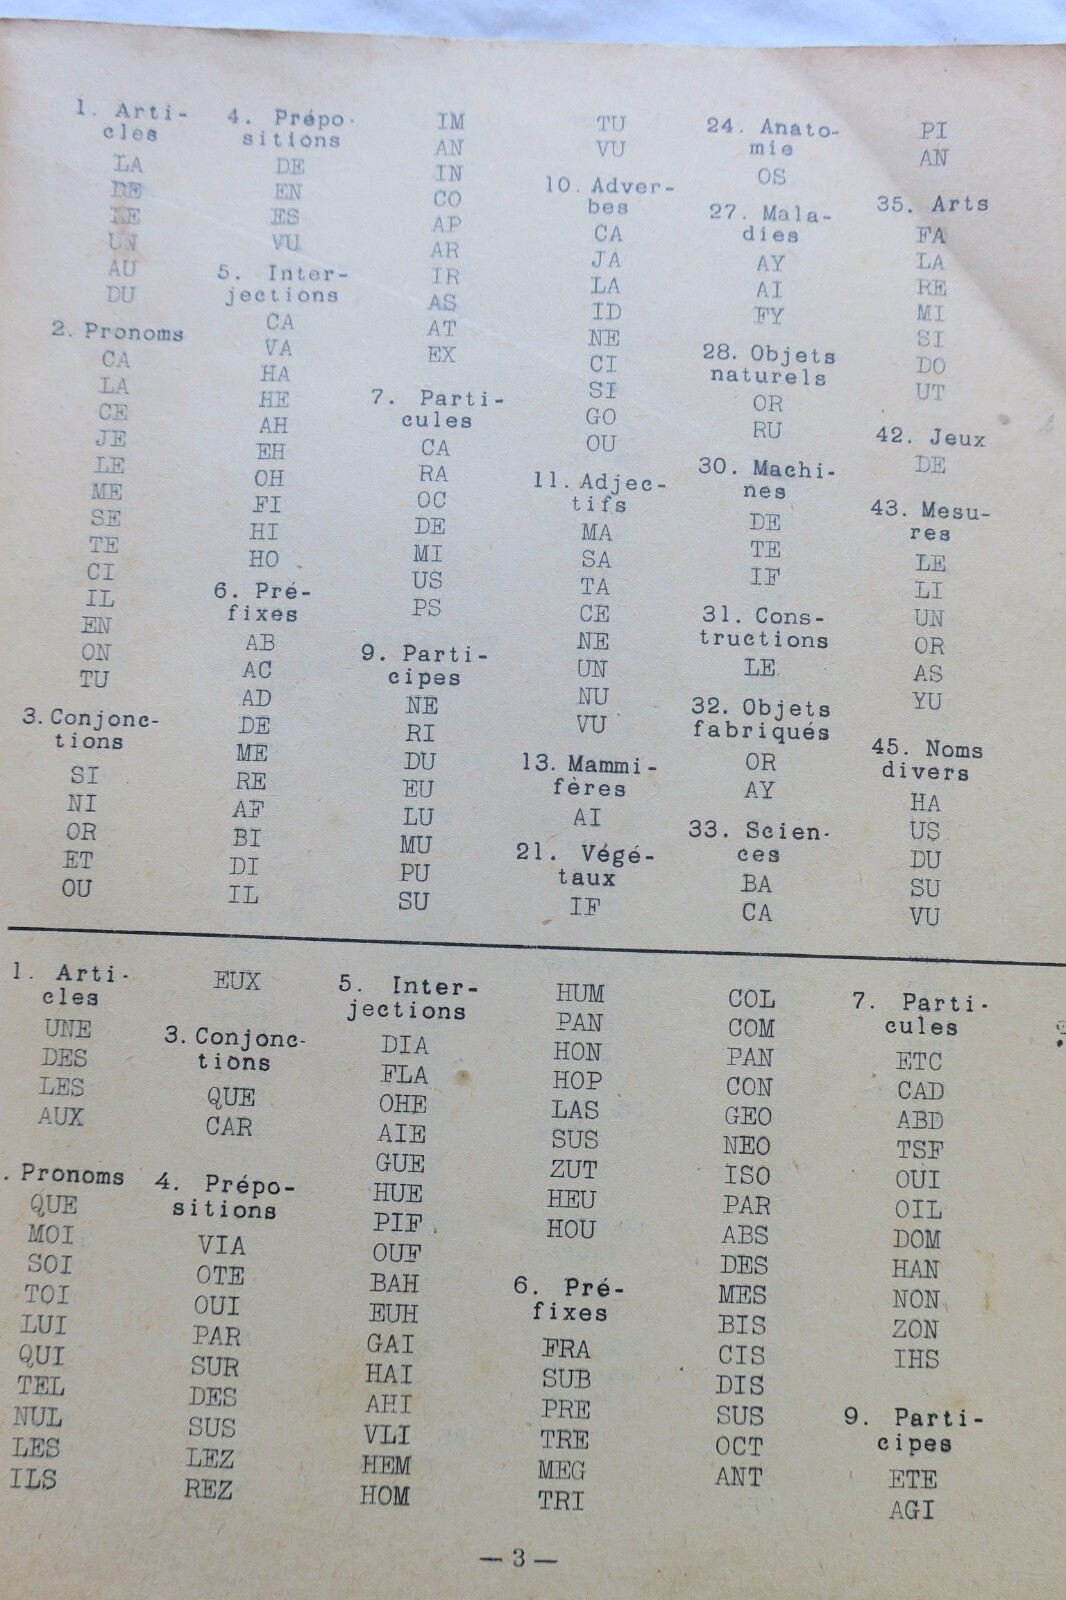 1. Arti-
cles
LA
DE
LE
UN
AU
DU
2. Pronoms
CA
LA
CE
JE
LE
ME
SE
TE
CI
IL
EN
ON
TU
3. Conjonc-
tions
SI
NI
OR
ET
OU
4. Prépo-
sitions
DE
EN
ES
VU
5. Inter-
jections
CA
VA
HA
HE
AH
EH
OH
FI
HI
HO
6. Pré-
fixes
AB
AC
AD
DE
ME
RE
AF
BI
DI
IL
IM
AN
IN
CO
AP
AR
IR
AS
AT
EX
7. Parti-
cules
CA
RA
OC
DE
MI
US
PS
9. Parti-
cipes
NE
RI
DU
EU
LU
MU
PU
SU
TU
VU
10. Adver-
bes
CA
JA
LA
ID
NE
CI
SI
GO
OU
11. Adjec-
tifs
MA
SA
TA
CE
NE
UN
NU
VU
13. Mammi-
fères
AI
21. Végé-
taux
IF
24. Anato-
mie
OS
27. Mala-
dies
AY
AI
FY
28. Objets
naturels
OR
RU
30. Machi-
nes
DE
TE
IF
31. Cons-
tructions
LE
32. Objets
fabriqués
OR
AY
33. Scien-
ces
BA
CA
PI
AN
35. Arts
FA
LA
RE
MI
SI
DO
UT
42. Jeux
DE
43. Mesu-
res
LE
LI
UN
OR
AS
YU
45. Noms
divers
HA
US
DU
SU
VU
1. Arti-
cles
UNE
DES
LES
AUX
. Pronoms
QUE
MOI
SOI
TOI
LUI
QUI
TEL
NUL
LES
ILS
EUX
3. Conjonc-
tions
QUE
CAR
4. Prépo-
sitions
VIA
OTE
OUI
PAR
SUR
DES
SUS
LEZ
REZ
5. Inter-
jections
DIA
FLA
OHE
AIE
GUE
HUE
PIF
OUF
BAH
EUH
GAI
HAI
AHI
VLI
HEM
HOM
HUM
PAN
HON
HOP
LAS
SUS
ZUT
HEU
HOU
6. Pré-
fixes
FRA
SUB
PRE
TRE
MEG
TRI
COL
COM
PAN
CON
GEO
NEO
ISO
PAR
ABS
DES
MES
BIS
CIS
DIS
SUS
OCT
ANT
7. Parti-
cules
ETC
CAD
ABD
TSF
OUI
OIL
DOM
HAN
NON
ZON
IHS
9. Parti-
cipes
ETE
AGI
— 3 —